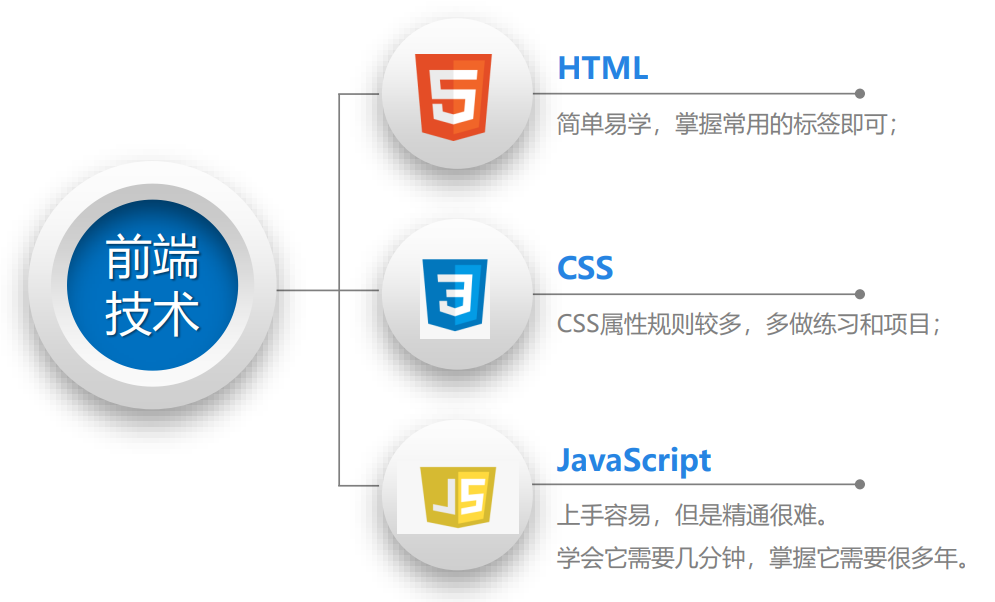 前端
技术
HTML
简单易学，掌握常用的标签即可；
CSS
CSS属性规则较多，多做练习和项目；
JS
JavaScript
上手容易，但是精通很难。
学会它需要几分钟，掌握它需要很多年。